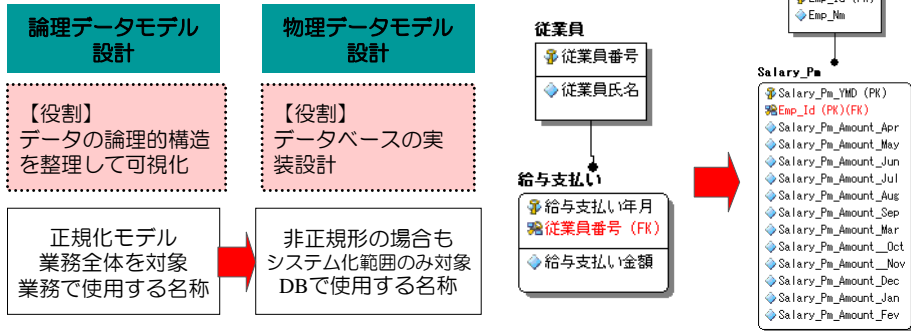 論理データモデル
設計
物理データモデル
設計
【役割】
データの論理的構造
を整理して可視化
【役割】
データベースの実
装設計
正規化モデル
業務全体を対象
業務で使用する名称
非正規形の場合も
システム化範囲のみ対象
DBで使用する名称
従業員
従業員番号
従業員氏名
給与支払い
給与支払い年月
従業員番号 (FK)
給与支払い金額
Emp_Nm
Salary_Pm
Salary_Pm_YMD (PK)
Emp_Id (PK)(FK)
Salary_Pm_Amount_Apr
Salary_Pm_Amount_May
Salary_Pm_Amount_Jun
Salary_Pm_Amount_Jul
Salary_Pm_Amount_Aug
Salary_Pm_Amount_Sep
Salary_Pm_Amount_Mar
Salary_Pm_Amount__Oct
Salary_Pm_Amount__Nov
Salary_Pm_Amount_Dec
Salary_Pm_Amount_Jan
Salary_Pm_Amount_Fev